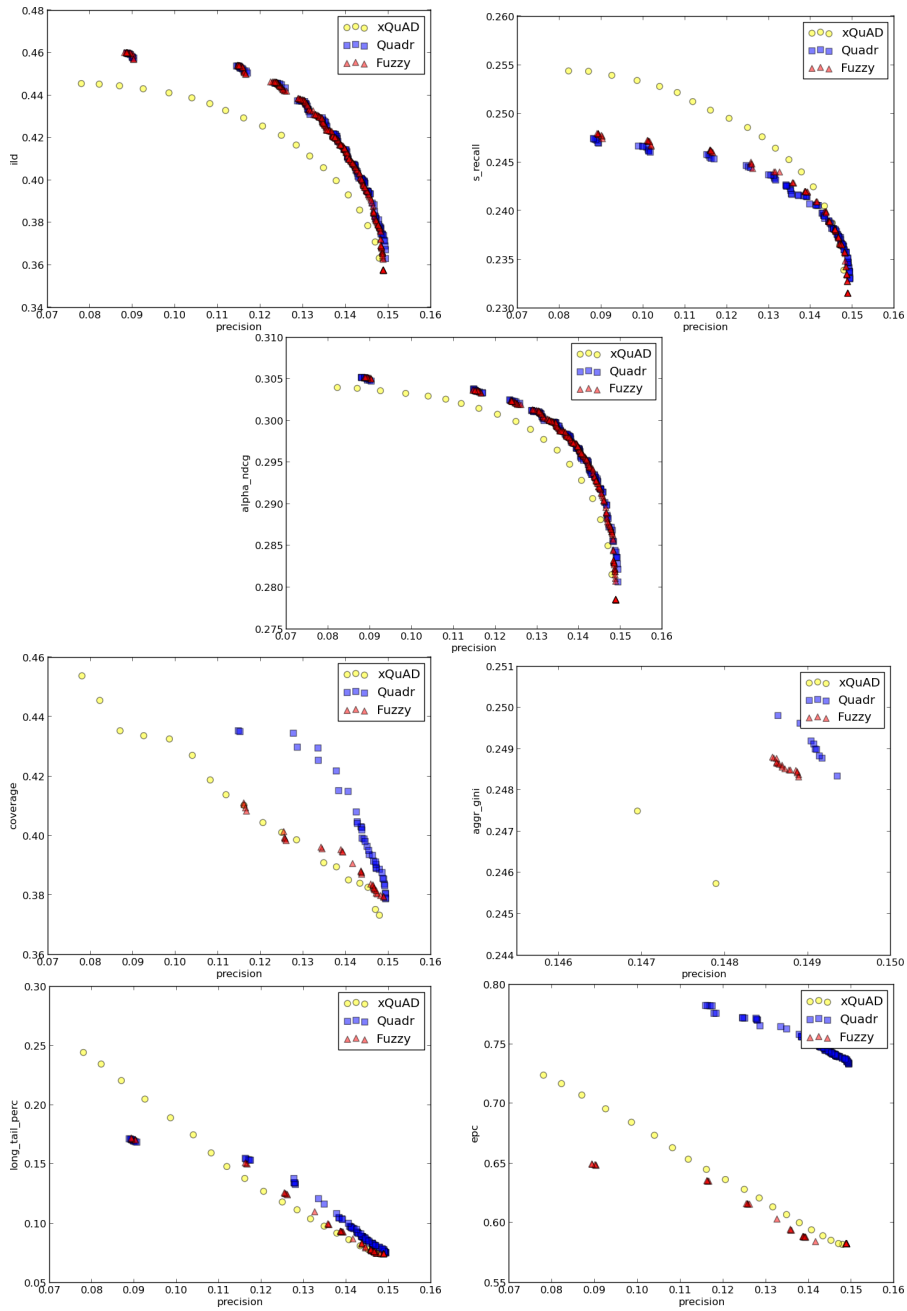 0.48
0.46
0.44
0.42
0.40
0.38
0.36
0.34
ild
0.07 0.08 0.09 0.10 0.11 0.12 0.13 0.14 0.15 0.16
precision
xQuAD
Quadr
Fuzzy
0.260
0.255
0.250
0.245
0.240
0.235
0.230
s_recall
0.07 0.08 0.09 0.10 0.11 0.12 0.13 0.14 0.15 0.16
precision
xQuAD
Quadr
Fuzzy
0.310
0.305
0.300
0.295
0.290
0.285
0.280
0.275
alpha_ndcg
0.07 0.08 0.09 0.10 0.11 0.12 0.13 0.14 0.15 0.16
precision
xQuAD
Quadr
Fuzzy
0.46
0.44
0.42
0.40
0.38
0.36
coverage
0.07 0.08 0.09 0.10 0.11 0.12 0.13 0.14 0.15 0.16
precision
xQuAD
Quadr
Fuzzy
0.251
0.250
0.249
0.248
0.247
0.246
0.245
0.244
aggr_gini
0.146 0.147 0.148 0.149 0.150
precision
xQuAD
Quadr
Fuzzy
0.30
0.25
0.20
0.15
0.10
0.05
long_tail_perc
0.07 0.08 0.09 0.10 0.11 0.12 0.13 0.14 0.15 0.16
precision
xQuAD
Quadr
Fuzzy
0.80
0.75
0.70
0.65
0.60
0.55
epc
0.07 0.08 0.09 0.10 0.11 0.12 0.13 0.14 0.15 0.16
precision
xQuAD
Quadr
Fuzzy